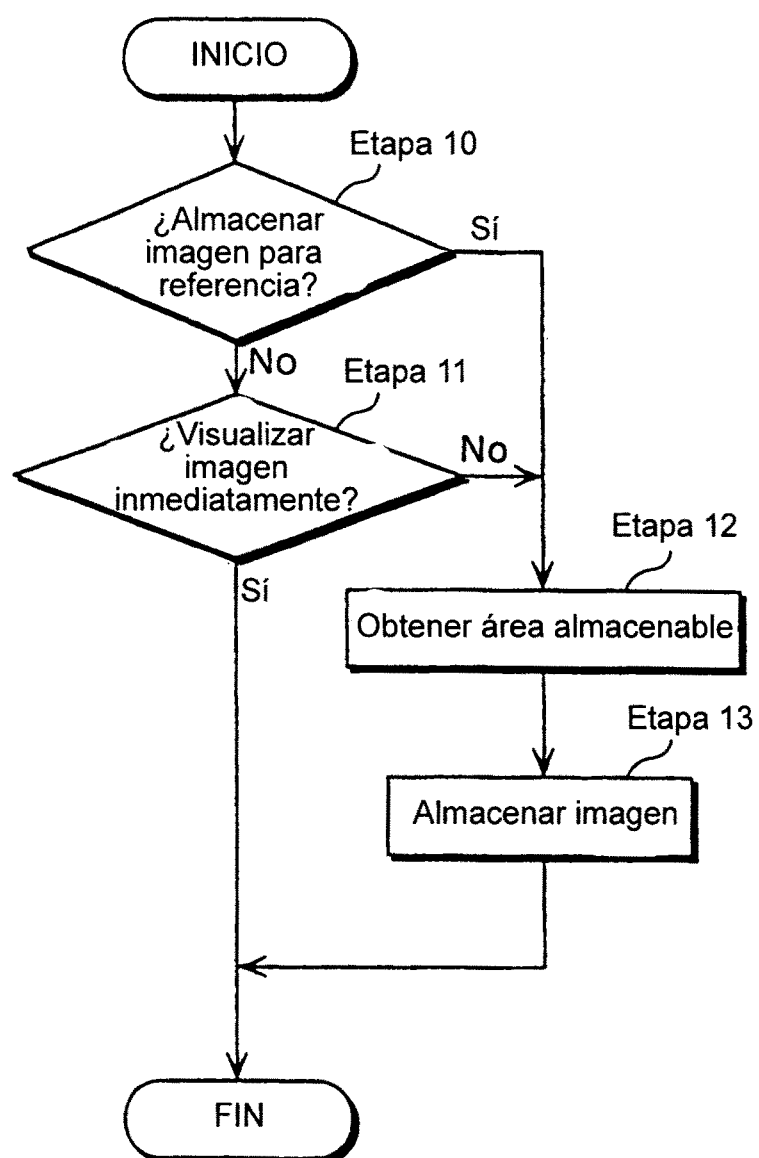 INICIO
Etapa 10
¿Almacenar
imagen para
referencia?
Sí
No
Etapa 11
¿Visualizar
imagen
inmediatamente?
No
Sí
Etapa 12
Obtener área almacenable
Etapa 13
Almacenar imagen
FIN